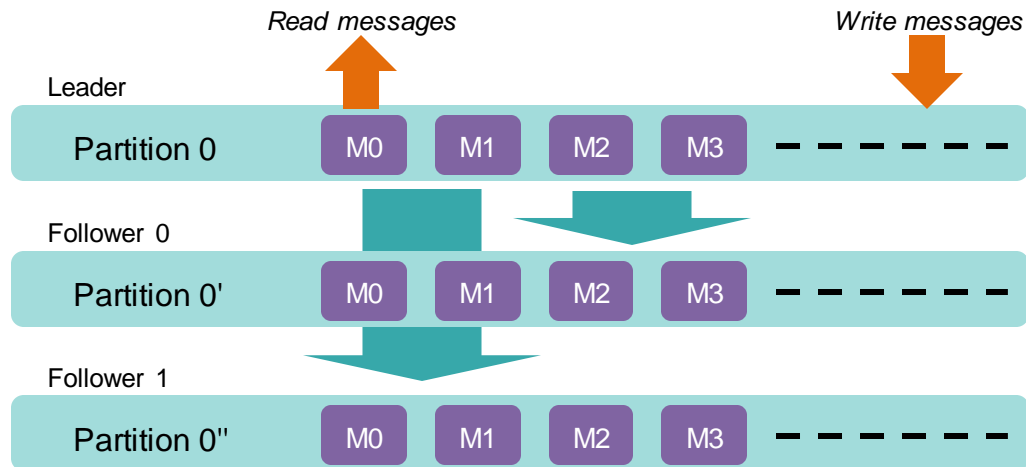 Read messages
Write messages
Leader
Partition 0
M0
M1
M2
M3
Follower 0
Partition 0'
M0
M1
M2
M3
Follower 1
Partition 0"
M0
M1
M2
M3